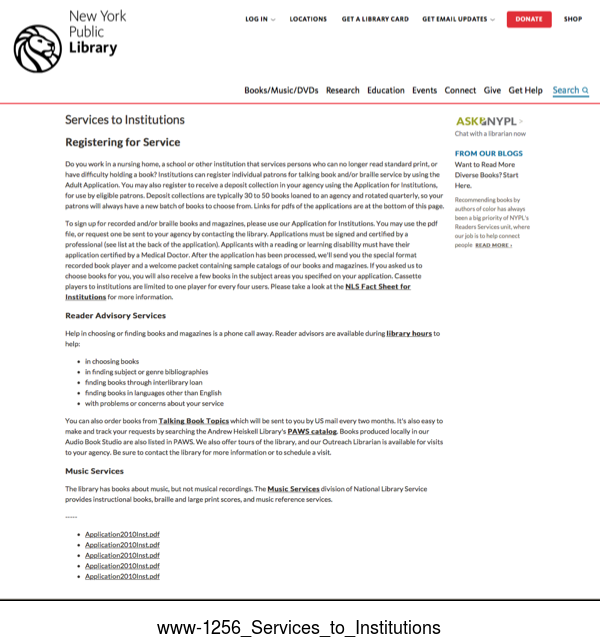 New York
Public
Library
LOG IN
LOCATIONS
GET A LIBRARY CARD
GET EMAIL UPDATES
DONATE
SHOP
Books/Music/DVDs Research Education Events Connect Give Get Help Search
Services to Institutions
Registering for Service
Do you work in a nursing home, a school or other institution that services persons who can no longer read standard print, or
have difficulty holding a book? Institutions can register individual patrons for talking book and/or braille service by using the
Adult Application. You may also register to receive a deposit collection in your agency using the Application for Institutions,
for use by eligible patrons. Deposit collections are typically 30 to 50 books loaned to an agency and rotated quarterly, so your
patrons will always have a new batch of books to choose from. Links for pdfs of the applications are at the bottom of this page.
To sign up for recorded and/or braille books and magazines, please use our Application for Institutions. You may use the pdf
file, or request one be sent to your agency by contacting the library. Applications must be signed and certified by a
professional (see list at the back of the application). Applicants with a reading or learning disability must have their
application certified by a Medical Doctor. After the application has been processed, we'll send you the special format
recorded book player and a welcome packet containing sample catalogs of our books and magazines. If you asked us to
choose books for you, you will also receive a few books in the subject areas you specified on your application. Cassette
players to institutions are limited to one player for every four users. Please take a look at the NLS Fact Sheet for
Institutions for more information.
Reader Advisory Services
Help in choosing or finding books and magazines is a phone call away. Reader advisors are available during library hours to
help:
• in choosing books
• in finding subject or genre bibliographies
• finding books through interlibrary loan
• finding books in languages other than English
• with problems or concerns about your service
You can also order books from Talking Book Topics which will be sent to you by US mail every two months. It's also easy to
make and track your requests by searching the Andrew Heiskell Library's PAWS catalog. Books produced locally in our
Audio Book Studio are also listed in PAWS. We also offer tours of the library, and our Outreach Librarian is available for visits
to your agency. Be sure to contact the library for more information or to schedule a visit.
Music Services
The library has books about music, but not musical recordings. The Music Services division of National Library Service
provides instructional books, braille and large print scores, and music reference services.
-----
• Application2010Inst.pdf
• Application2010Inst.pdf
• Application2010Inst.pdf
• Application2010Inst.pdf
• Application2010Inst.pdf
ASK NYPL >
Chat with a librarian now
FROM OUR BLOGS
Want to Read More
Diverse Books? Start
Here.
Recommending books by
authors of color has always
been a big priority of NYPL's
Readers Services unit, where
our job is to help connect
people READ MORE ›
www-1256_Services_to_Institutions